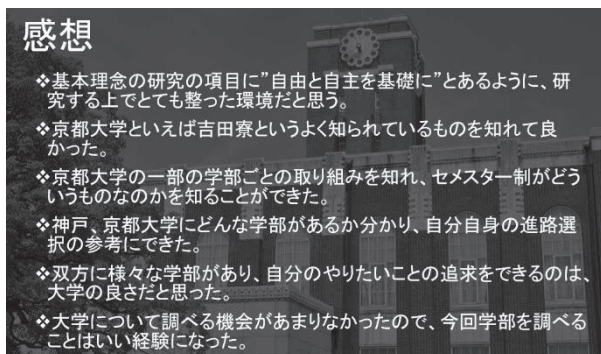 感想
❖基本理念の研究の項目に”自由と自主を基礎に”とあるように、研
究する上でとても整った環境だと思う。
❖京都大学といえば吉田寮というよく知られているものを知れて良
かった。
❖京都大学の一部の学部ごとの取り組みを知れ、セメスター制がどう
いうものなのかを知ることができた。
❖神戸、京都大学にどんな学部があるか分かり、自分自身の進路選
択の参考にできた。
❖双方に様々な学部があり、自分のやりたいことの追求をできるのは、
大学の良さだと思った。
❖大学について調べる機会があまりなかったので、今回学部を調べる
ことはいい経験になった。